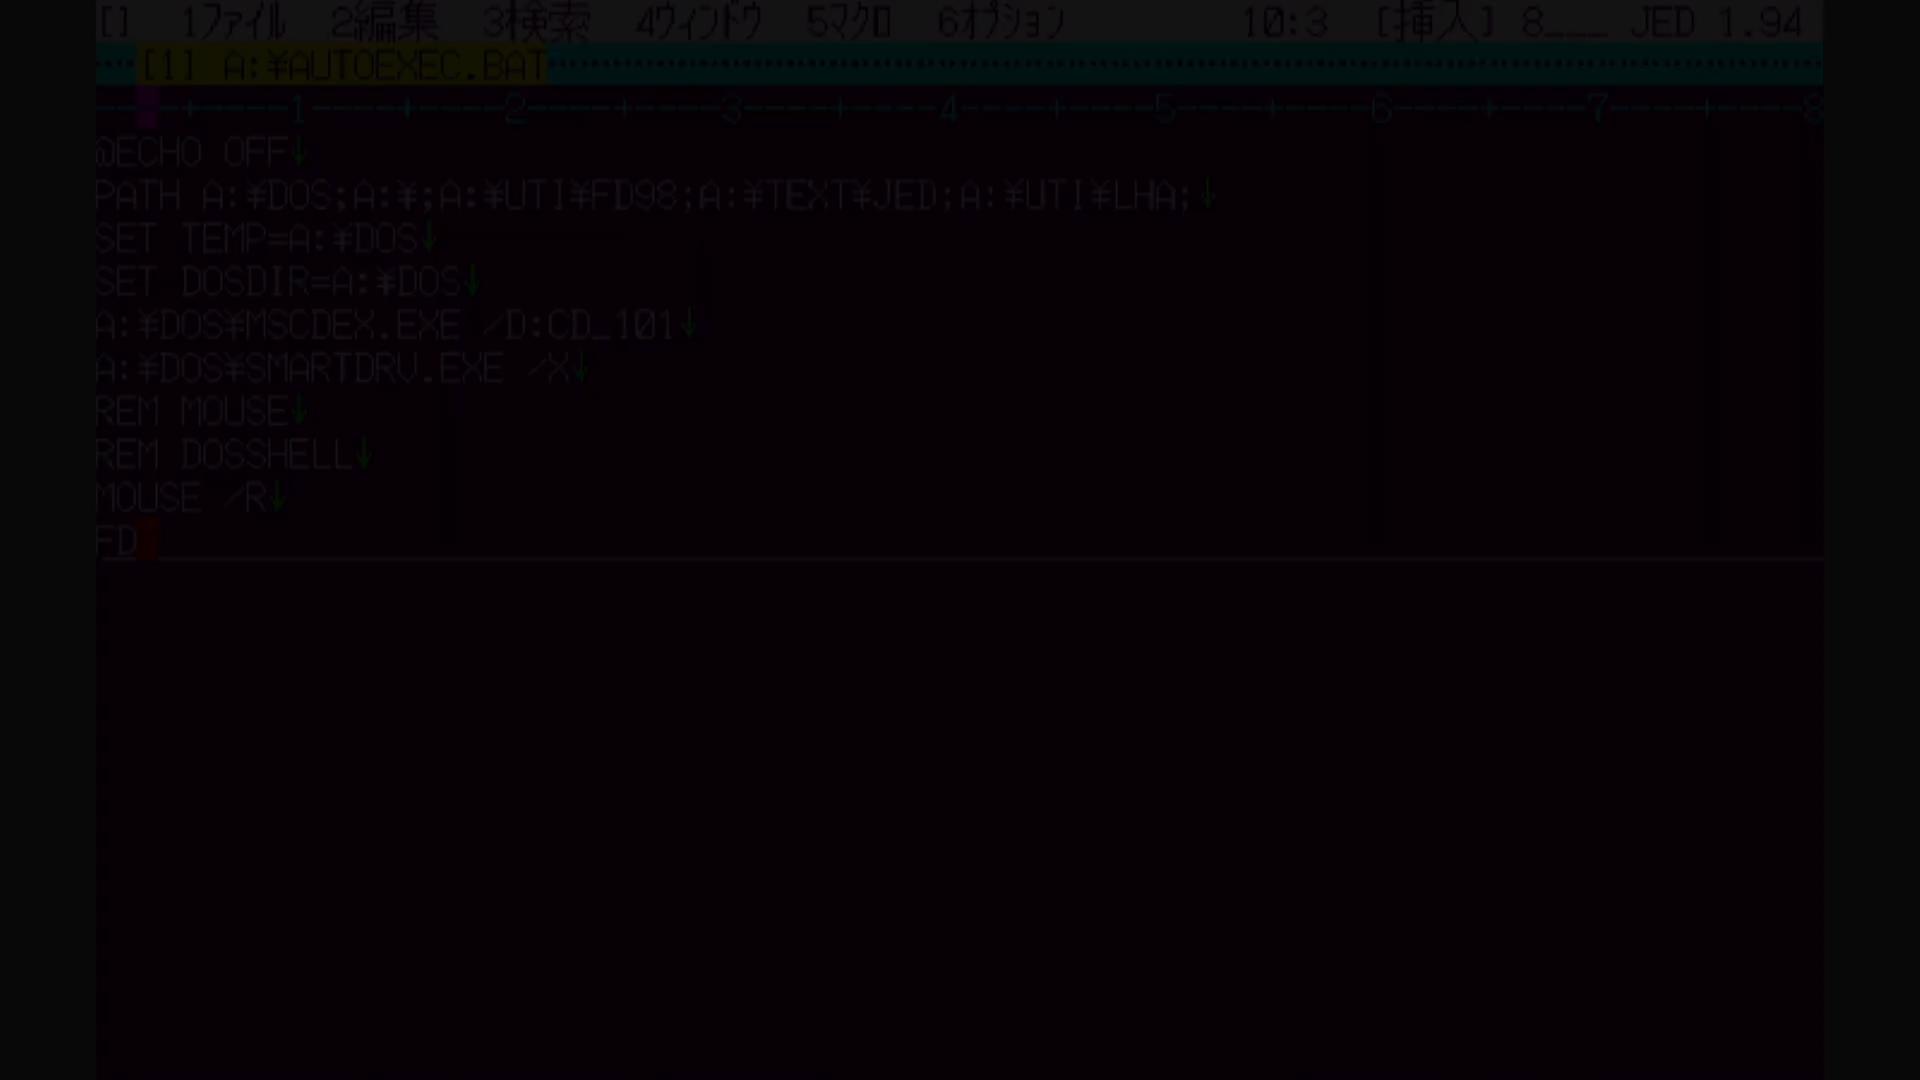 [] 1ファイル 2編集 3検索 4ウィンドウ 5マクロ 6オプション 10:3 [挿入] 8___ JED 1.94
[1] A:¥AUTOEXEC.BAT
1 2 3 4 5 6 7 8
@ECHO OFF↓
PATH A:¥DOS;A:¥;A:¥UTI¥FD98;A:¥TEXT¥JED;A:¥UTI¥LHA;↓
SET TEMP=A:¥DOS↓
SET DOSDIR=A:¥DOS↓
A:¥DOS¥MSCDEX.EXE /D:CD_101↓
A:¥DOS¥SMARTDRV.EXE /X↓
REM MOUSE↓
REM DOSSHELL↓
MOUSE /R↓
FD